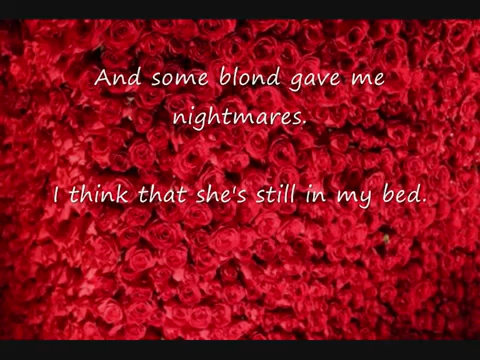 And some blond gave me
nightmares.
I think that she's still in my bed.